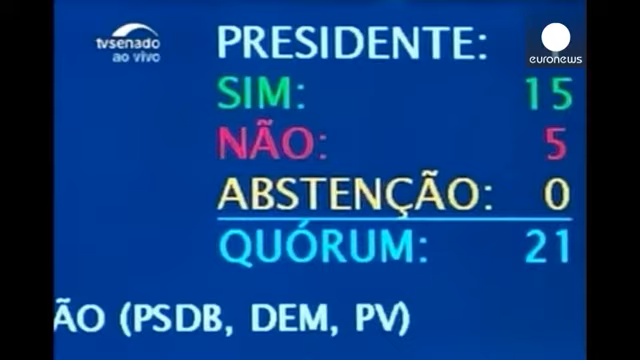 tvsenado
ao vivo
euronews
PRESIDENTE:
SIM: 15
NÃO: 5
ABSTENÇÃO: 0
QUÓRUM: 21
ÃO (PSDB, DEM, PV)